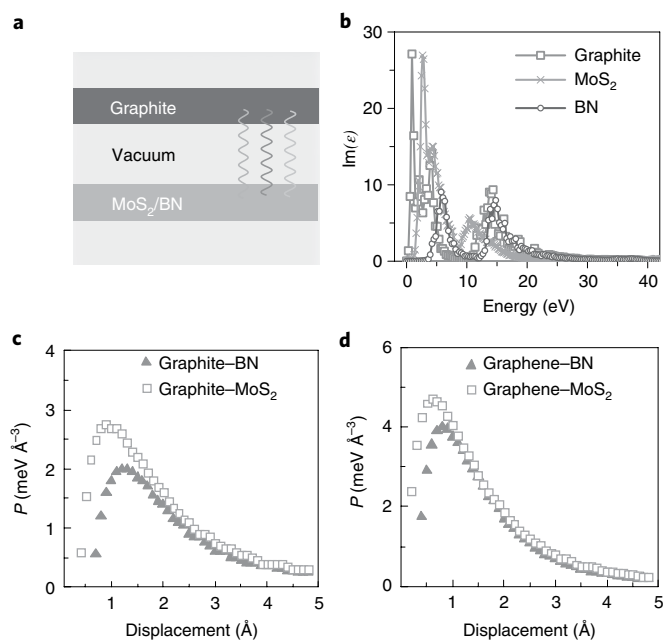 a
Graphite
Vacuum
MoS₂/BN
b
30
20
10
0
Im(ε)
0 10 20 30 40
Energy (eV)
Graphite
MoS₂
BN
c
4
3
2
1
0
P (meV Å⁻³)
1 2 3 4 5
Displacement (Å)
Graphite–BN
Graphite–MoS₂
d
6
4
2
0
P (meV Å⁻³)
1 2 3 4 5
Displacement (Å)
Graphene–BN
Graphene–MoS₂